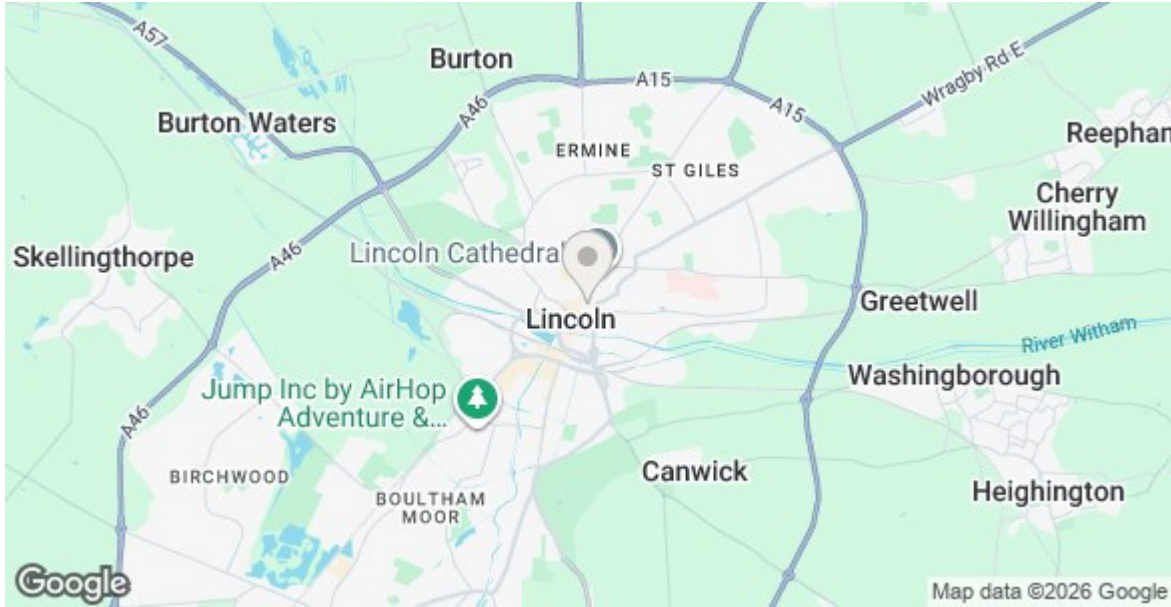 A57
Burton
A15
Wragby Rd E
A46
A15
Burton Waters
Reephan
ERMINE
ST GILES
Cherry
Willingham
Skellingthorpe
A46
Lincoln Cathedral
Greetwell
Lincoln
River Witham
Washingborough
Jump Inc by AirHop
Adventure &...
A46
BIRCHWOOD
Canwick
BOULTHAM
MOOR
Heighington
Google
Map data ©2026 Google